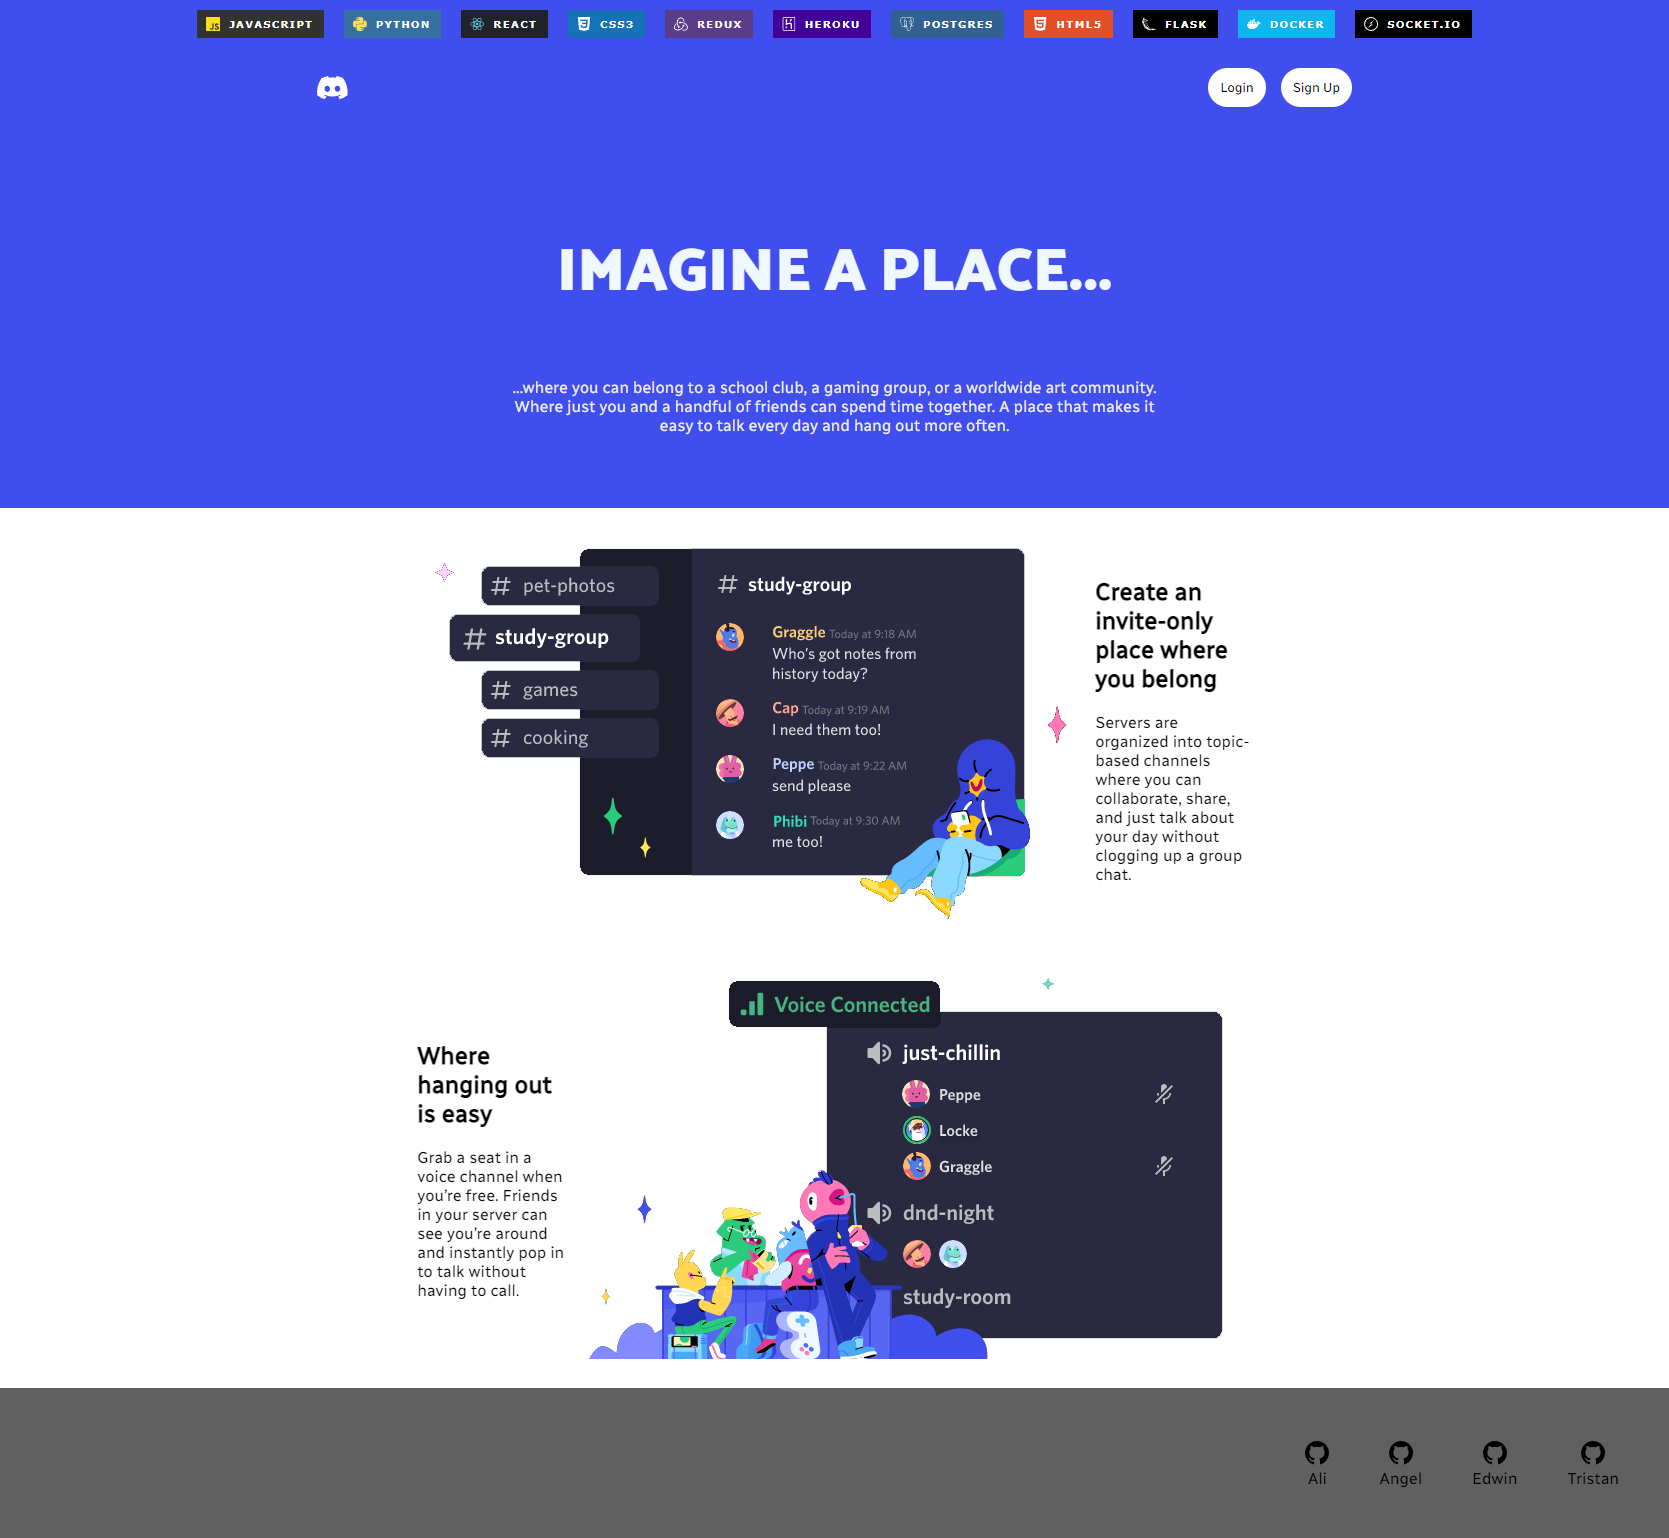 JAVASCRIPT PYTHON REACT CSS3 REDUX HEROKU POSTGRES HTML5 FLASK DOCKER SOCKET.IO
Login Sign Up
IMAGINE A PLACE...
...where you can belong to a school club, a gaming group, or a worldwide art community.
Where just you and a handful of friends can spend time together. A place that makes it
easy to talk every day and hang out more often.
# pet-photos
# study-group
# games
# cooking
# study-group
Graggle Today at 9:18 AM
Who's got notes from
history today?
Cap Today at 9:19 AM
I need them too!
Peppe Today at 9:22 AM
send please
Phibi Today at 9:30 AM
me too!
Create an
invite-only
place where
you belong
Servers are
organized into topic-
based channels
where you can
collaborate, share,
and just talk about
your day without
clogging up a group
chat.
Where
hanging out
is easy
Grab a seat in a
voice channel when
you're free. Friends
in your server can
see you're around
and instantly pop in
to talk without
having to call.
Voice Connected
just-chillin
Peppe
Locke
Graggle
dnd-night
study-room
Ali Angel Edwin Tristan